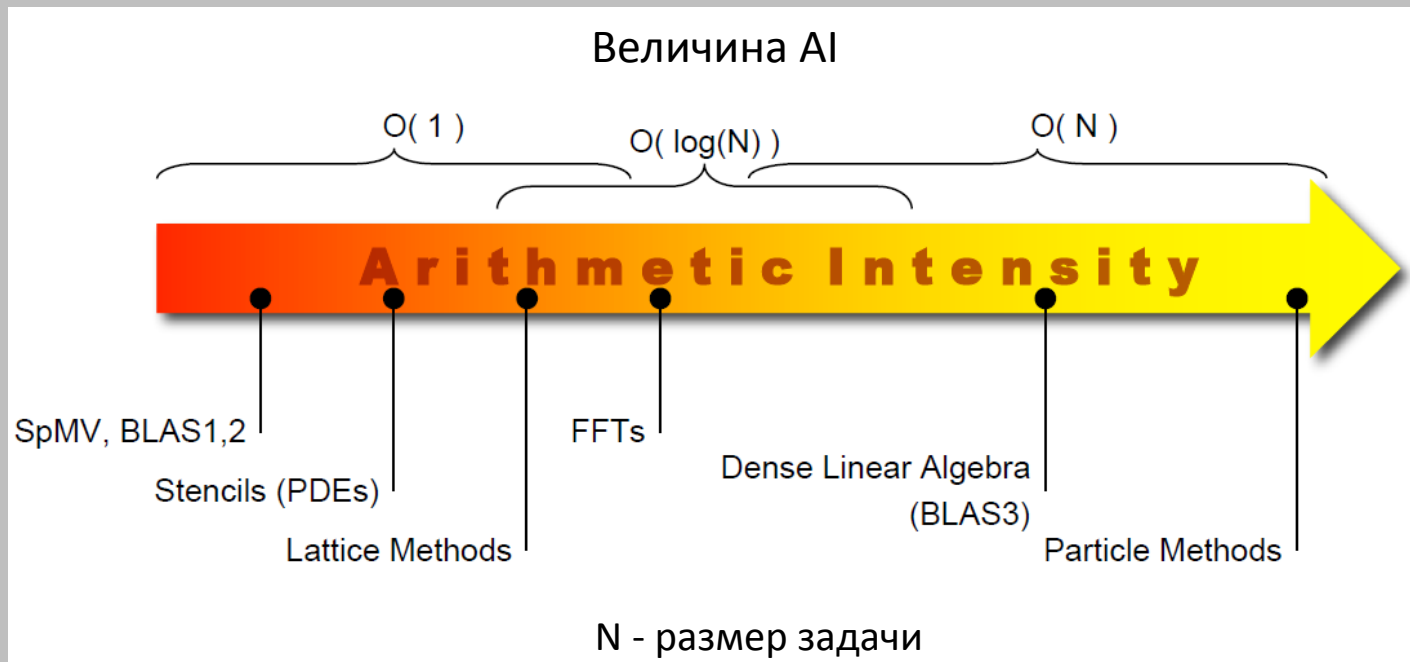 Величина AI
O( 1 )
O( log(N) )
O( N )
Arithmetic Intensity
SpMV, BLAS1,2
FFTs
Stencils (PDEs)
Dense Linear Algebra
(BLAS3)
Lattice Methods
Particle Methods
N - размер задачи